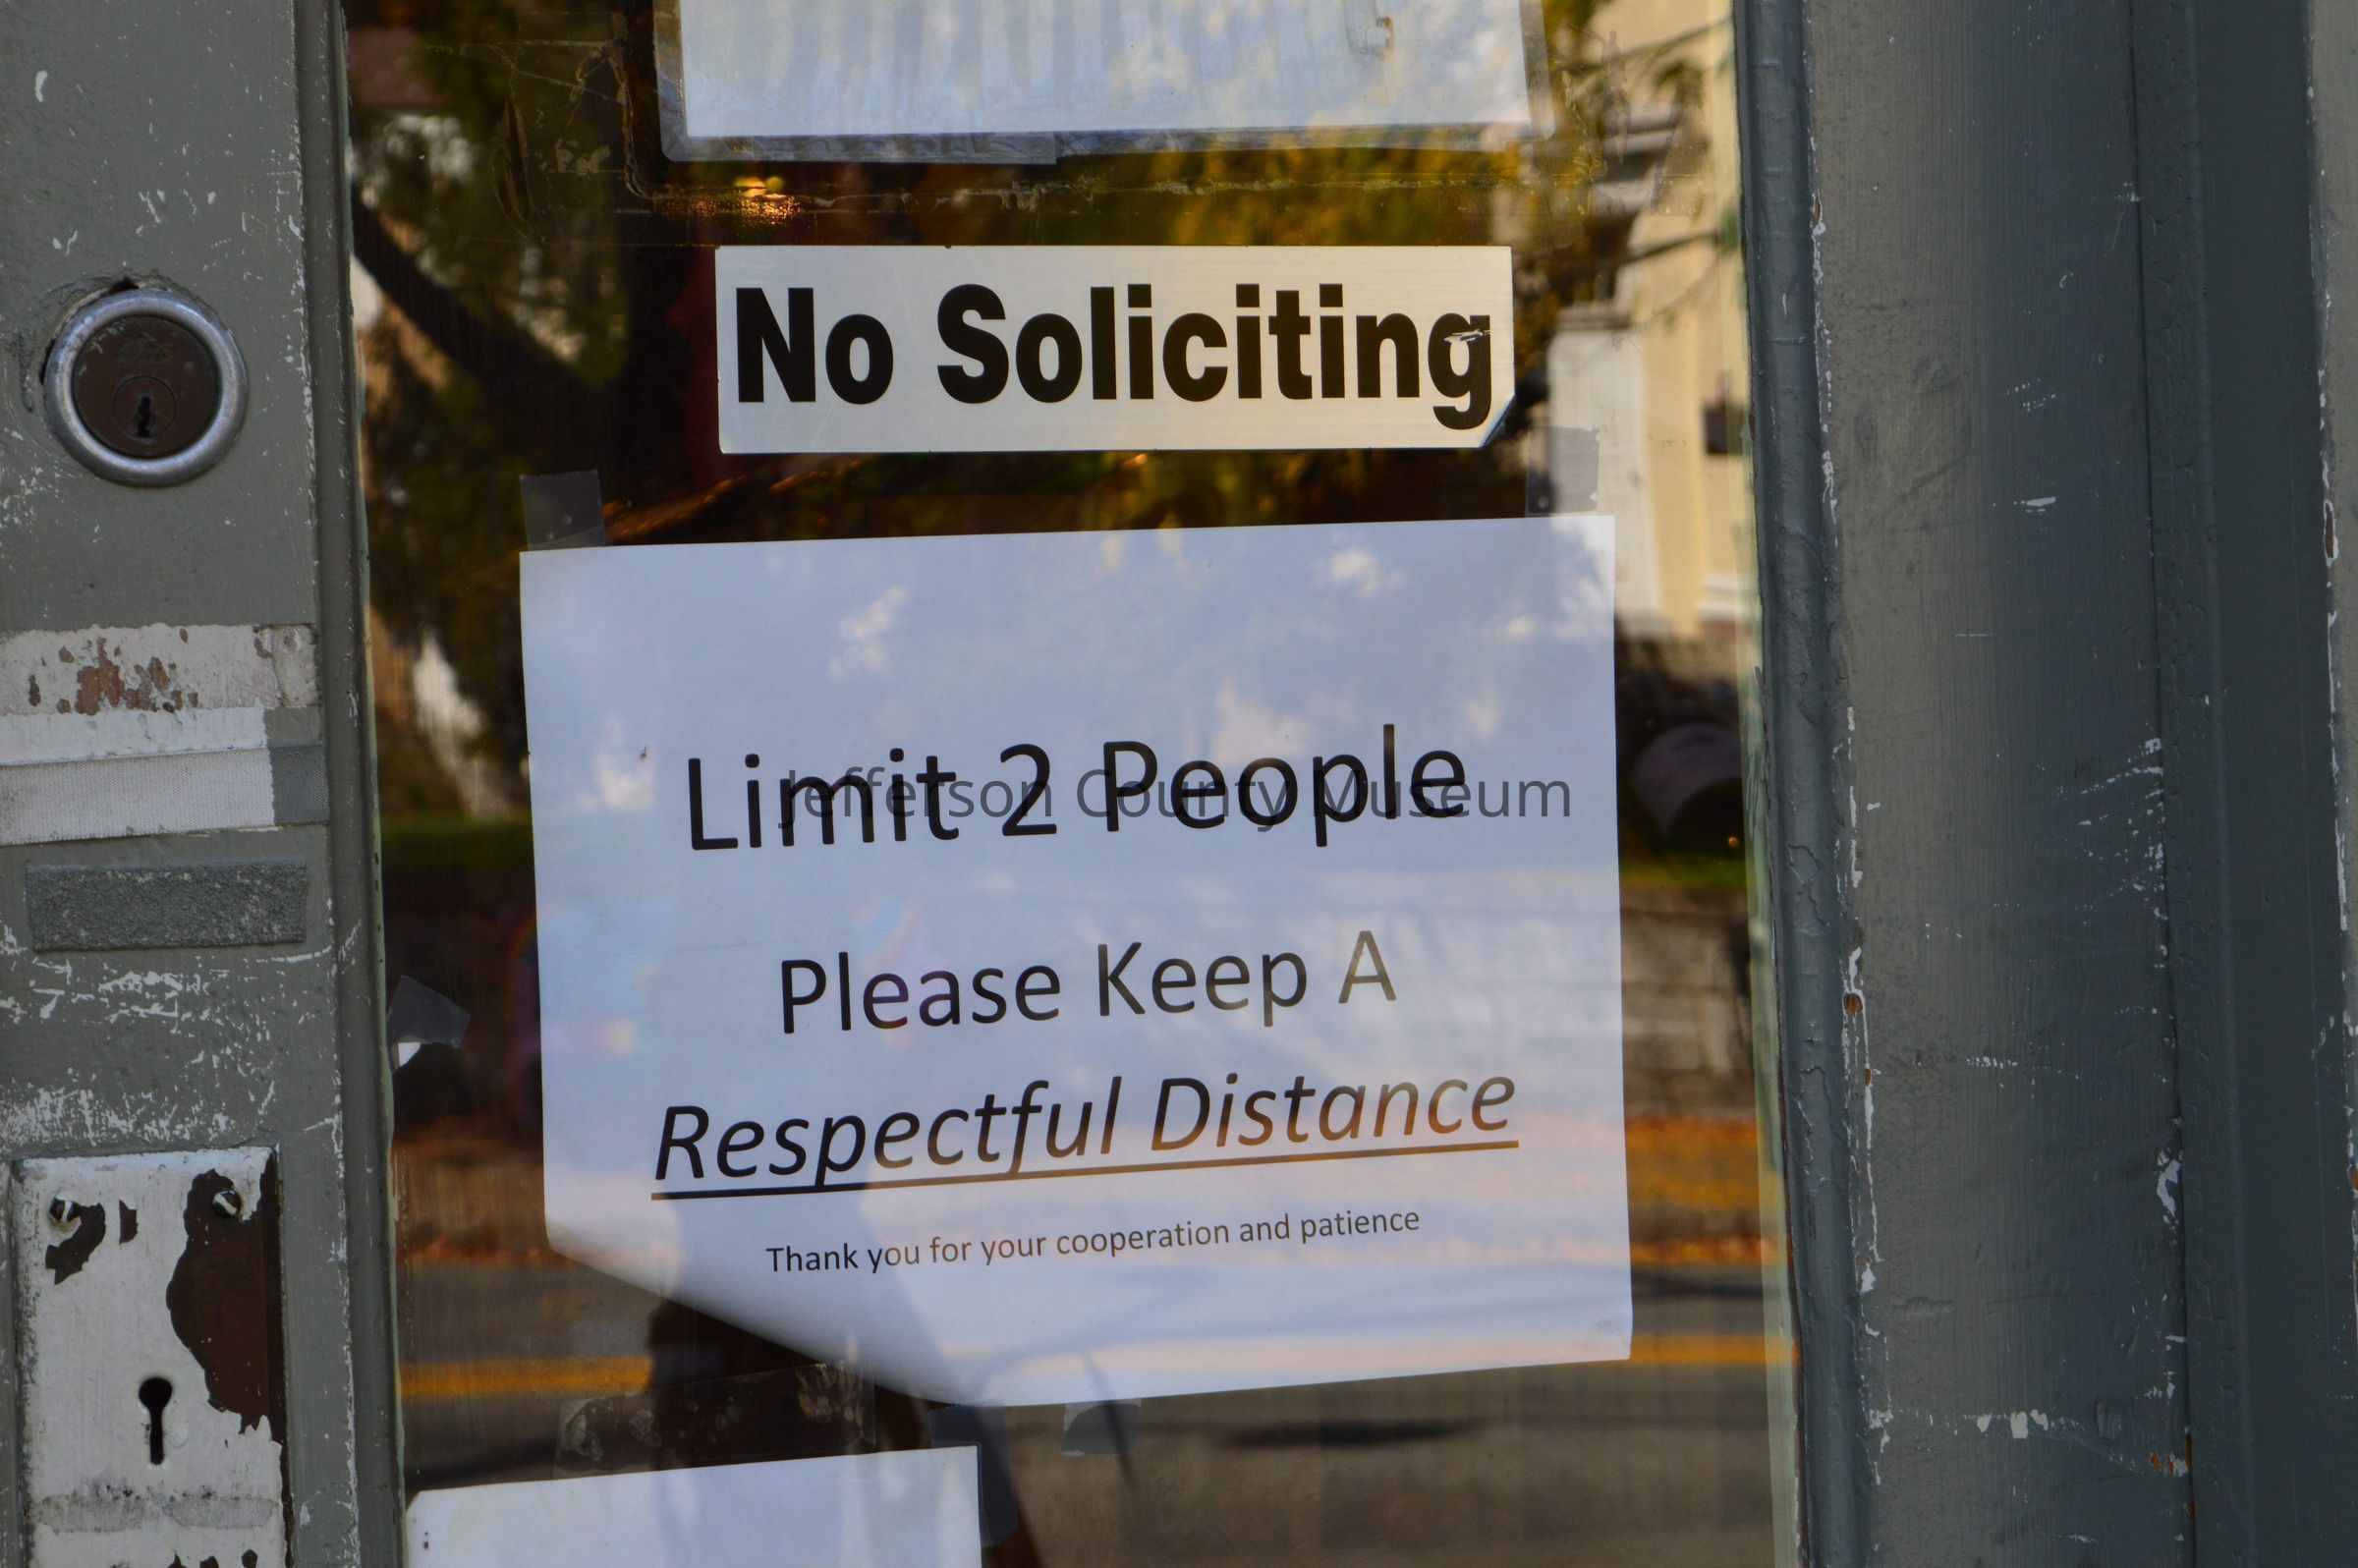 No Soliciting
Limit 2 People
Jefferson County Museum
Please Keep A
Respectful Distance
Thank you for your cooperation and patience